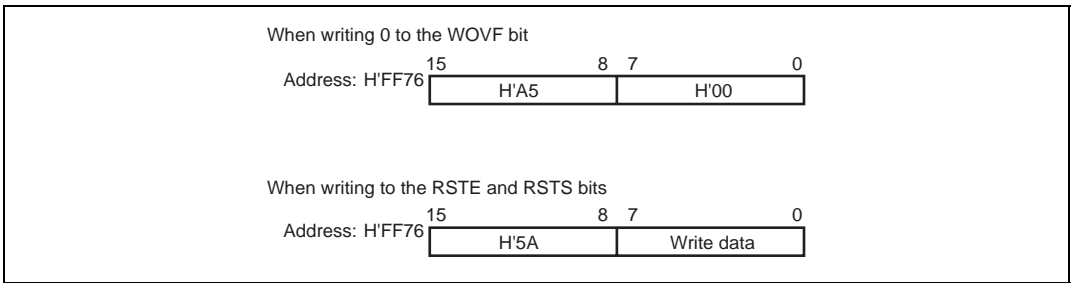 When writing 0 to the WOVF bit
15 8 7 0
Address: H'FF76
H'A5 H'00
When writing to the RSTE and RSTS bits
15 8 7 0
Address: H'FF76
H'5A Write data